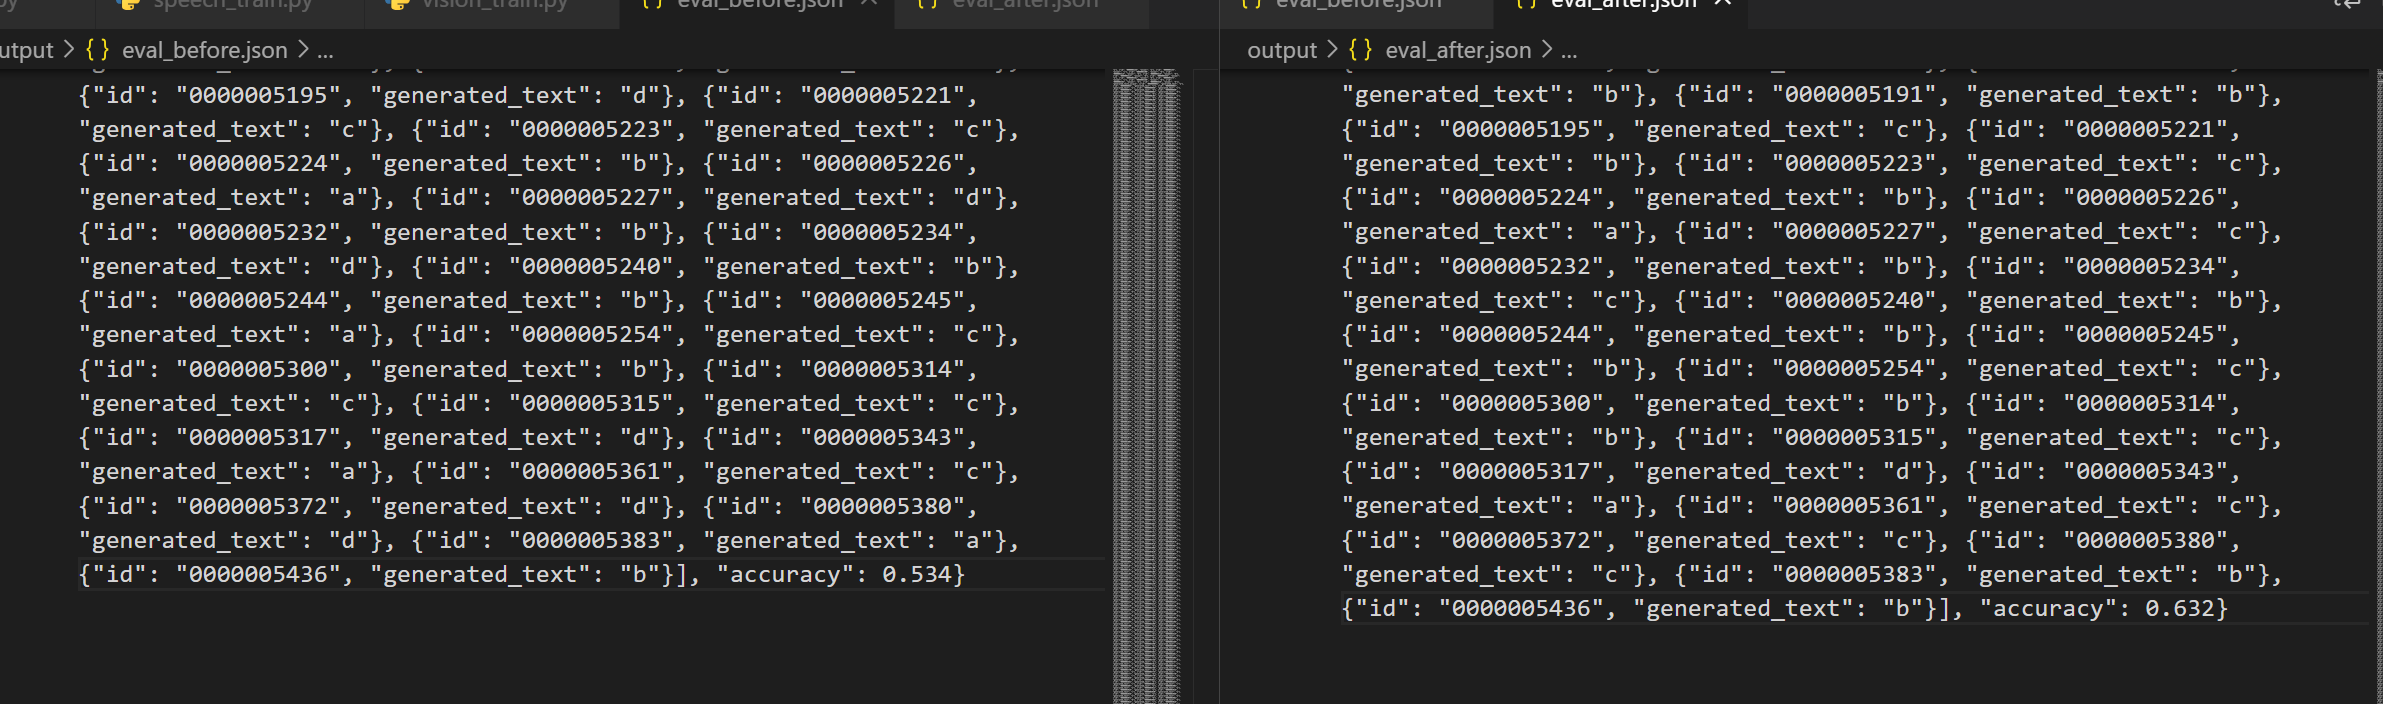 speech_train.py
vision_train.py
eval_before.json
eval_after.json
output > {} eval_before.json > ...
{"id": "0000005195", "generated_text": "d"}, {"id": "0000005221",
"generated_text": "c"}, {"id": "0000005223", "generated_text": "c"},
{"id": "0000005224", "generated_text": "b"}, {"id": "0000005226",
"generated_text": "a"}, {"id": "0000005227", "generated_text": "d"},
{"id": "0000005232", "generated_text": "b"}, {"id": "0000005234",
"generated_text": "d"}, {"id": "0000005240", "generated_text": "b"},
{"id": "0000005244", "generated_text": "b"}, {"id": "0000005245",
"generated_text": "a"}, {"id": "0000005254", "generated_text": "c"},
{"id": "0000005300", "generated_text": "b"}, {"id": "0000005314",
"generated_text": "c"}, {"id": "0000005315", "generated_text": "c"},
{"id": "0000005317", "generated_text": "d"}, {"id": "0000005343",
"generated_text": "a"}, {"id": "0000005361", "generated_text": "c"},
{"id": "0000005372", "generated_text": "d"}, {"id": "0000005380",
"generated_text": "d"}, {"id": "0000005383", "generated_text": "a"},
{"id": "0000005436", "generated_text": "b"}], "accuracy": 0.534}
eval_before.json
eval_after.json
output > {} eval_after.json > ...
"generated_text": "b"}, {"id": "0000005191", "generated_text": "b"},
{"id": "0000005195", "generated_text": "c"}, {"id": "0000005221",
"generated_text": "b"}, {"id": "0000005223", "generated_text": "c"},
{"id": "0000005224", "generated_text": "b"}, {"id": "0000005226",
"generated_text": "a"}, {"id": "0000005227", "generated_text": "c"},
{"id": "0000005232", "generated_text": "b"}, {"id": "0000005234",
"generated_text": "c"}, {"id": "0000005240", "generated_text": "b"},
{"id": "0000005244", "generated_text": "b"}, {"id": "0000005245",
"generated_text": "b"}, {"id": "0000005254", "generated_text": "c"},
{"id": "0000005300", "generated_text": "b"}, {"id": "0000005314",
"generated_text": "b"}, {"id": "0000005315", "generated_text": "c"},
{"id": "0000005317", "generated_text": "d"}, {"id": "0000005343",
"generated_text": "a"}, {"id": "0000005361", "generated_text": "c"},
{"id": "0000005372", "generated_text": "c"}, {"id": "0000005380",
"generated_text": "c"}, {"id": "0000005383", "generated_text": "b"},
{"id": "0000005436", "generated_text": "b"}], "accuracy": 0.632}